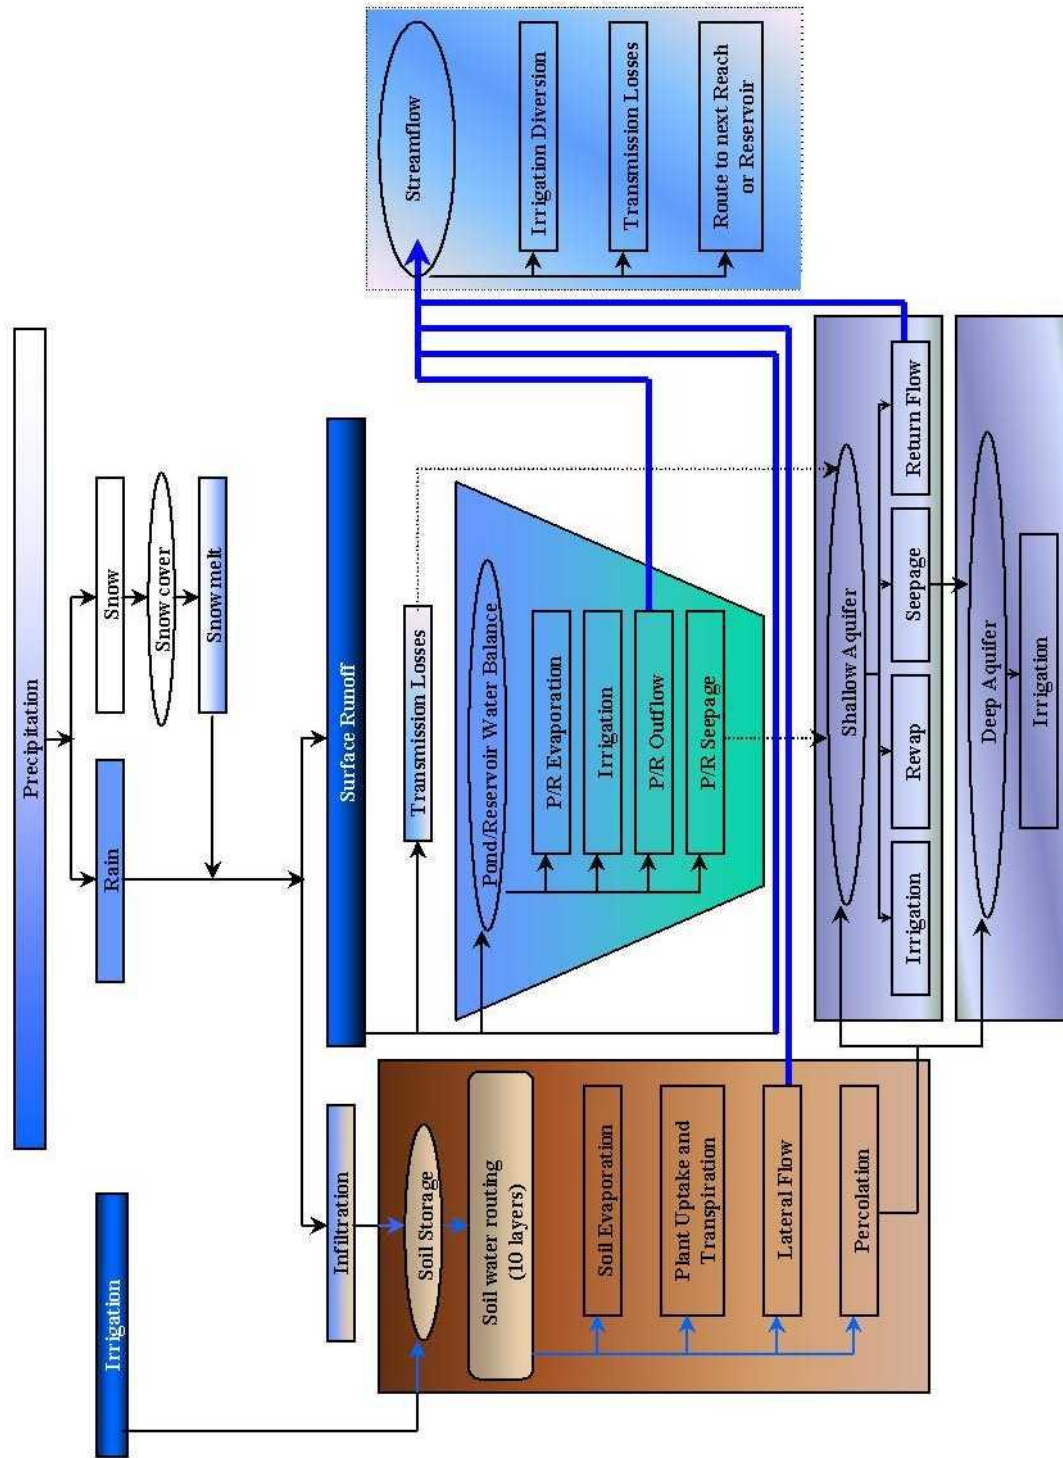 Precipitation
Irrigation
Rain
Snow
Snow cover
Snow melt
Infiltration
Surface Runoff
Soil Storage
Soil water routing
(10 layers)
Soil Evaporation
Plant Uptake and
Transpiration
Lateral Flow
Percolation
Transmission Losses
Pond/Reservoir Water Balance
P/R Evaporation
Irrigation
P/R Outflow
P/R Seepage
Streamflow
Irrigation Diversion
Transmission Losses
Route to next Reach
or Reservoir
Shallow Aquifer
Irrigation
Revap
Seepage
Return Flow
Deep Aquifer
Irrigation